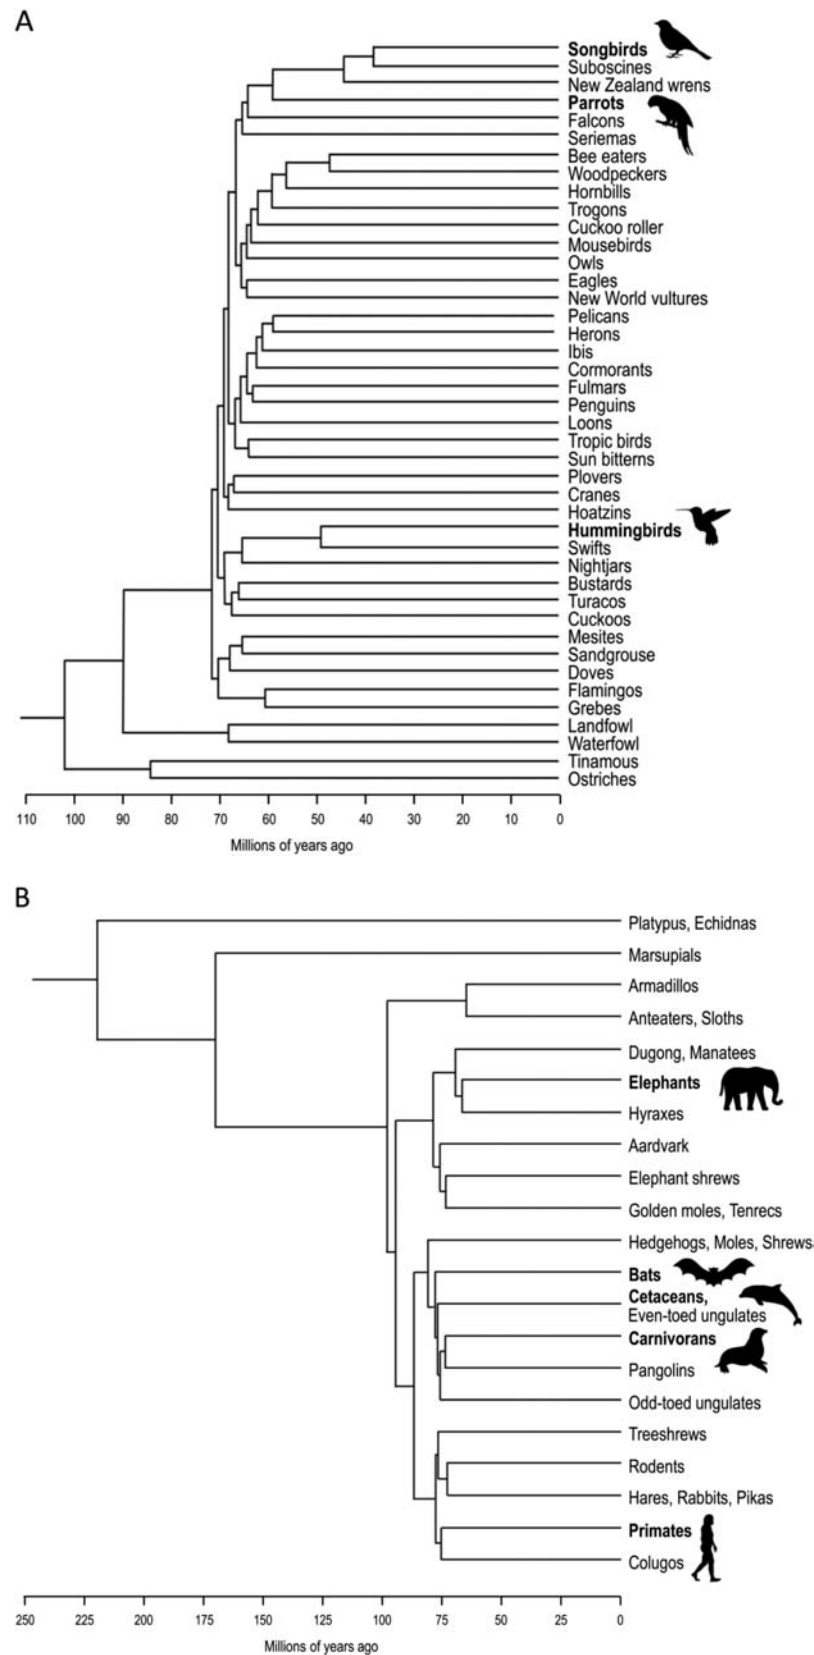 A
Songbirds
Suboscines
New Zealand wrens
Parrots
Falcons
Seriemas
Bee eaters
Woodpeckers
Hornbills
Trogons
Cuckoo roller
Mousebirds
Owls
Eagles
New World vultures
Pelicans
Herons
Ibis
Cormorants
Fulmars
Penguins
Loons
Tropic birds
Sun bitterns
Plovers
Cranes
Hoatzins
Hummingbirds
Swifts
Nightjars
Bustards
Turacos
Cuckoos
Mesites
Sandgrouse
Doves
Flamingos
Grebes
Landfowl
Waterfowl
Tinamous
Ostriches
110 100 90 80 70 60 50 40 30 20 10 0
Millions of years ago
B
Platypus, Echidnas
Marsupials
Armadillos
Anteaters, Sloths
Dugong, Manatees
Elephants
Hyraxes
Aardvark
Elephant shrews
Golden moles, Tenrecs
Hedgehogs, Moles, Shrews
Bats
Cetaceans,
Even-toed ungulates
Carnivorans
Pangolins
Odd-toed ungulates
Treeshrews
Rodents
Hares, Rabbits, Pikas
Primates
Colugos
250 225 200 175 150 125 100 75 50 25 0
Millions of years ago